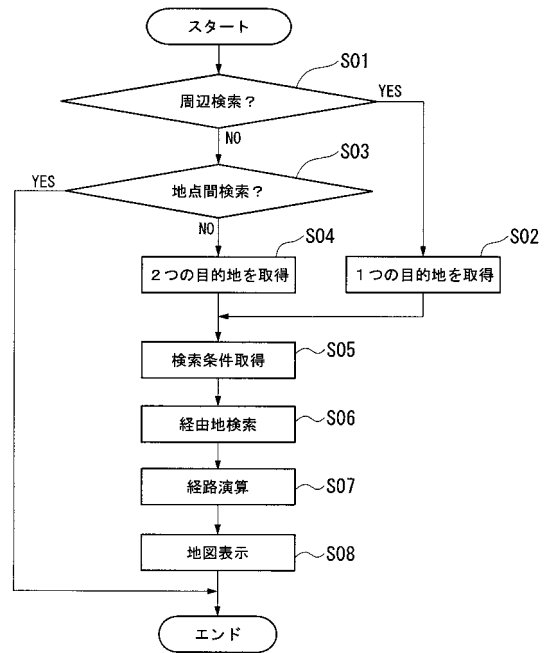 スタート
S01
周辺検索？
YES
NO
S03
YES
地点間検索？
NO
S04
S02
２つの目的地を取得
１つの目的地を取得
検索条件取得
S05
経由地検索
S06
経路演算
S07
地図表示
S08
エンド